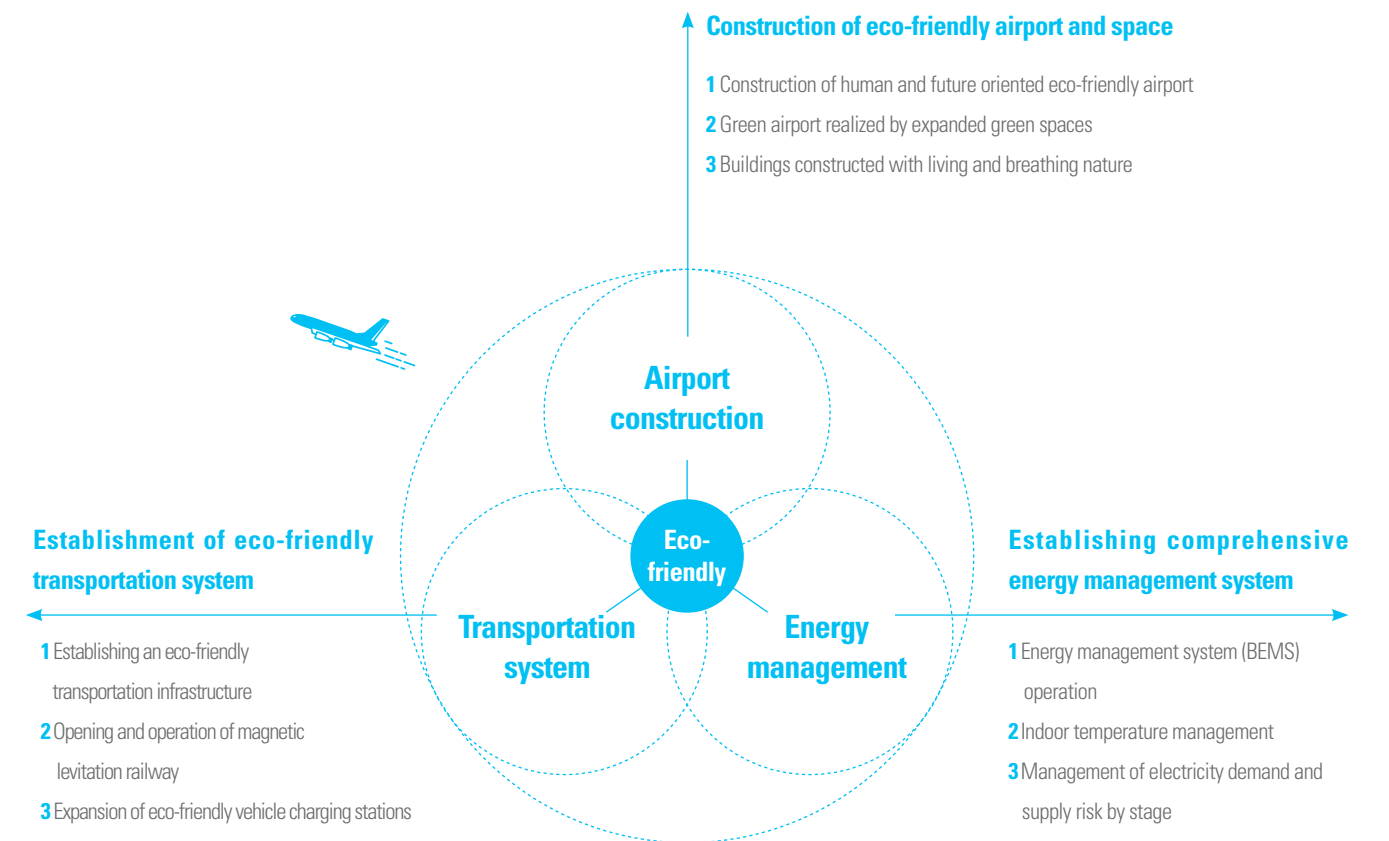 Construction of eco-friendly airport and space
1 Construction of human and future oriented eco-friendly airport
2 Green airport realized by expanded green spaces
3 Buildings constructed with living and breathing nature
Airport
construction
Eco-
friendly
Transportation
system
Energy
management
Establishment of eco-friendly
transportation system
1 Establishing an eco-friendly
transportation infrastructure
2 Opening and operation of magnetic
levitation railway
3 Expansion of eco-friendly vehicle charging stations
Establishing comprehensive
energy management system
1 Energy management system (BEMS)
operation
2 Indoor temperature management
3 Management of electricity demand and
supply risk by stage